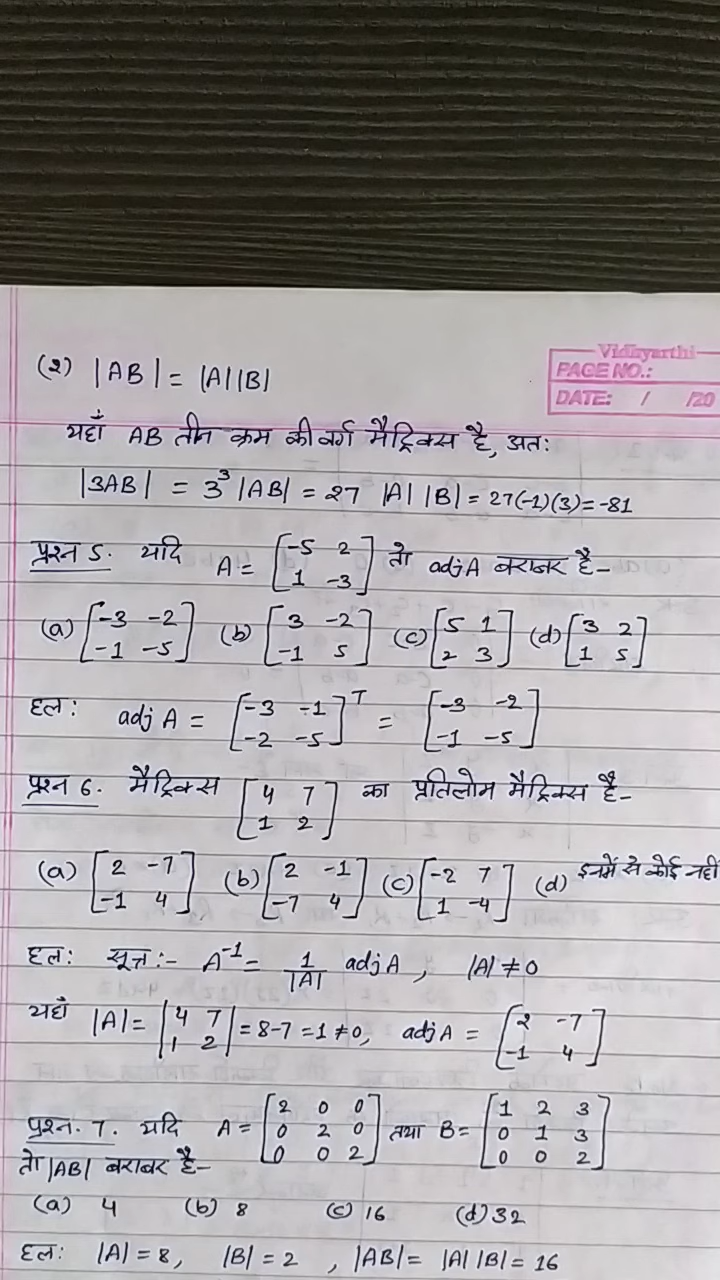 Vidhyarthi
PAGE NO.:
DATE: / /20
(2) |AB| = |A||B|
यहाँ AB तीन क्रम की वर्ग मैट्रिक्स है, अतः
|3AB| = 3³ |AB| = 27 |A| |B| = 27(-1)(3) = -81
प्रश्न 5. यदि A = [-5 2; 1 -3] तो adjA बराबर है-
(a) [-3 -2; -1 -5] (b) [3 -2; -1 5] (c) [5 1; 2 3] (d) [3 2; 1 5]
हलः adj A = [-3 -1; -2 -5]ᵀ = [-3 -2; -1 -5]
प्रश्न 6. मैट्रिक्स [4 7; 1 2] का प्रतिलोम मैट्रिक्स है-
(a) [2 -7; -1 4] (b) [2 -1; -7 4] (c) [-2 7; 1 -4] (d) इनमें से कोई नहीं
हलः सूत्र:- A⁻¹ = 1/|A| adjA , |A| ≠ 0
यहाँ |A| = |4 7; 1 2| = 8-7 = 1 ≠ 0, adjA = [2 -7; -1 4]
प्रश्न. 7. यदि A = [2 0 0; 0 2 0; 0 0 2] तथा B = [1 2 3; 0 1 3; 0 0 2]
तो |AB| बराबर है-
(a) 4 (b) 8 (c) 16 (d) 32
हलः |A| = 8, |B| = 2 , |AB| = |A| |B| = 16